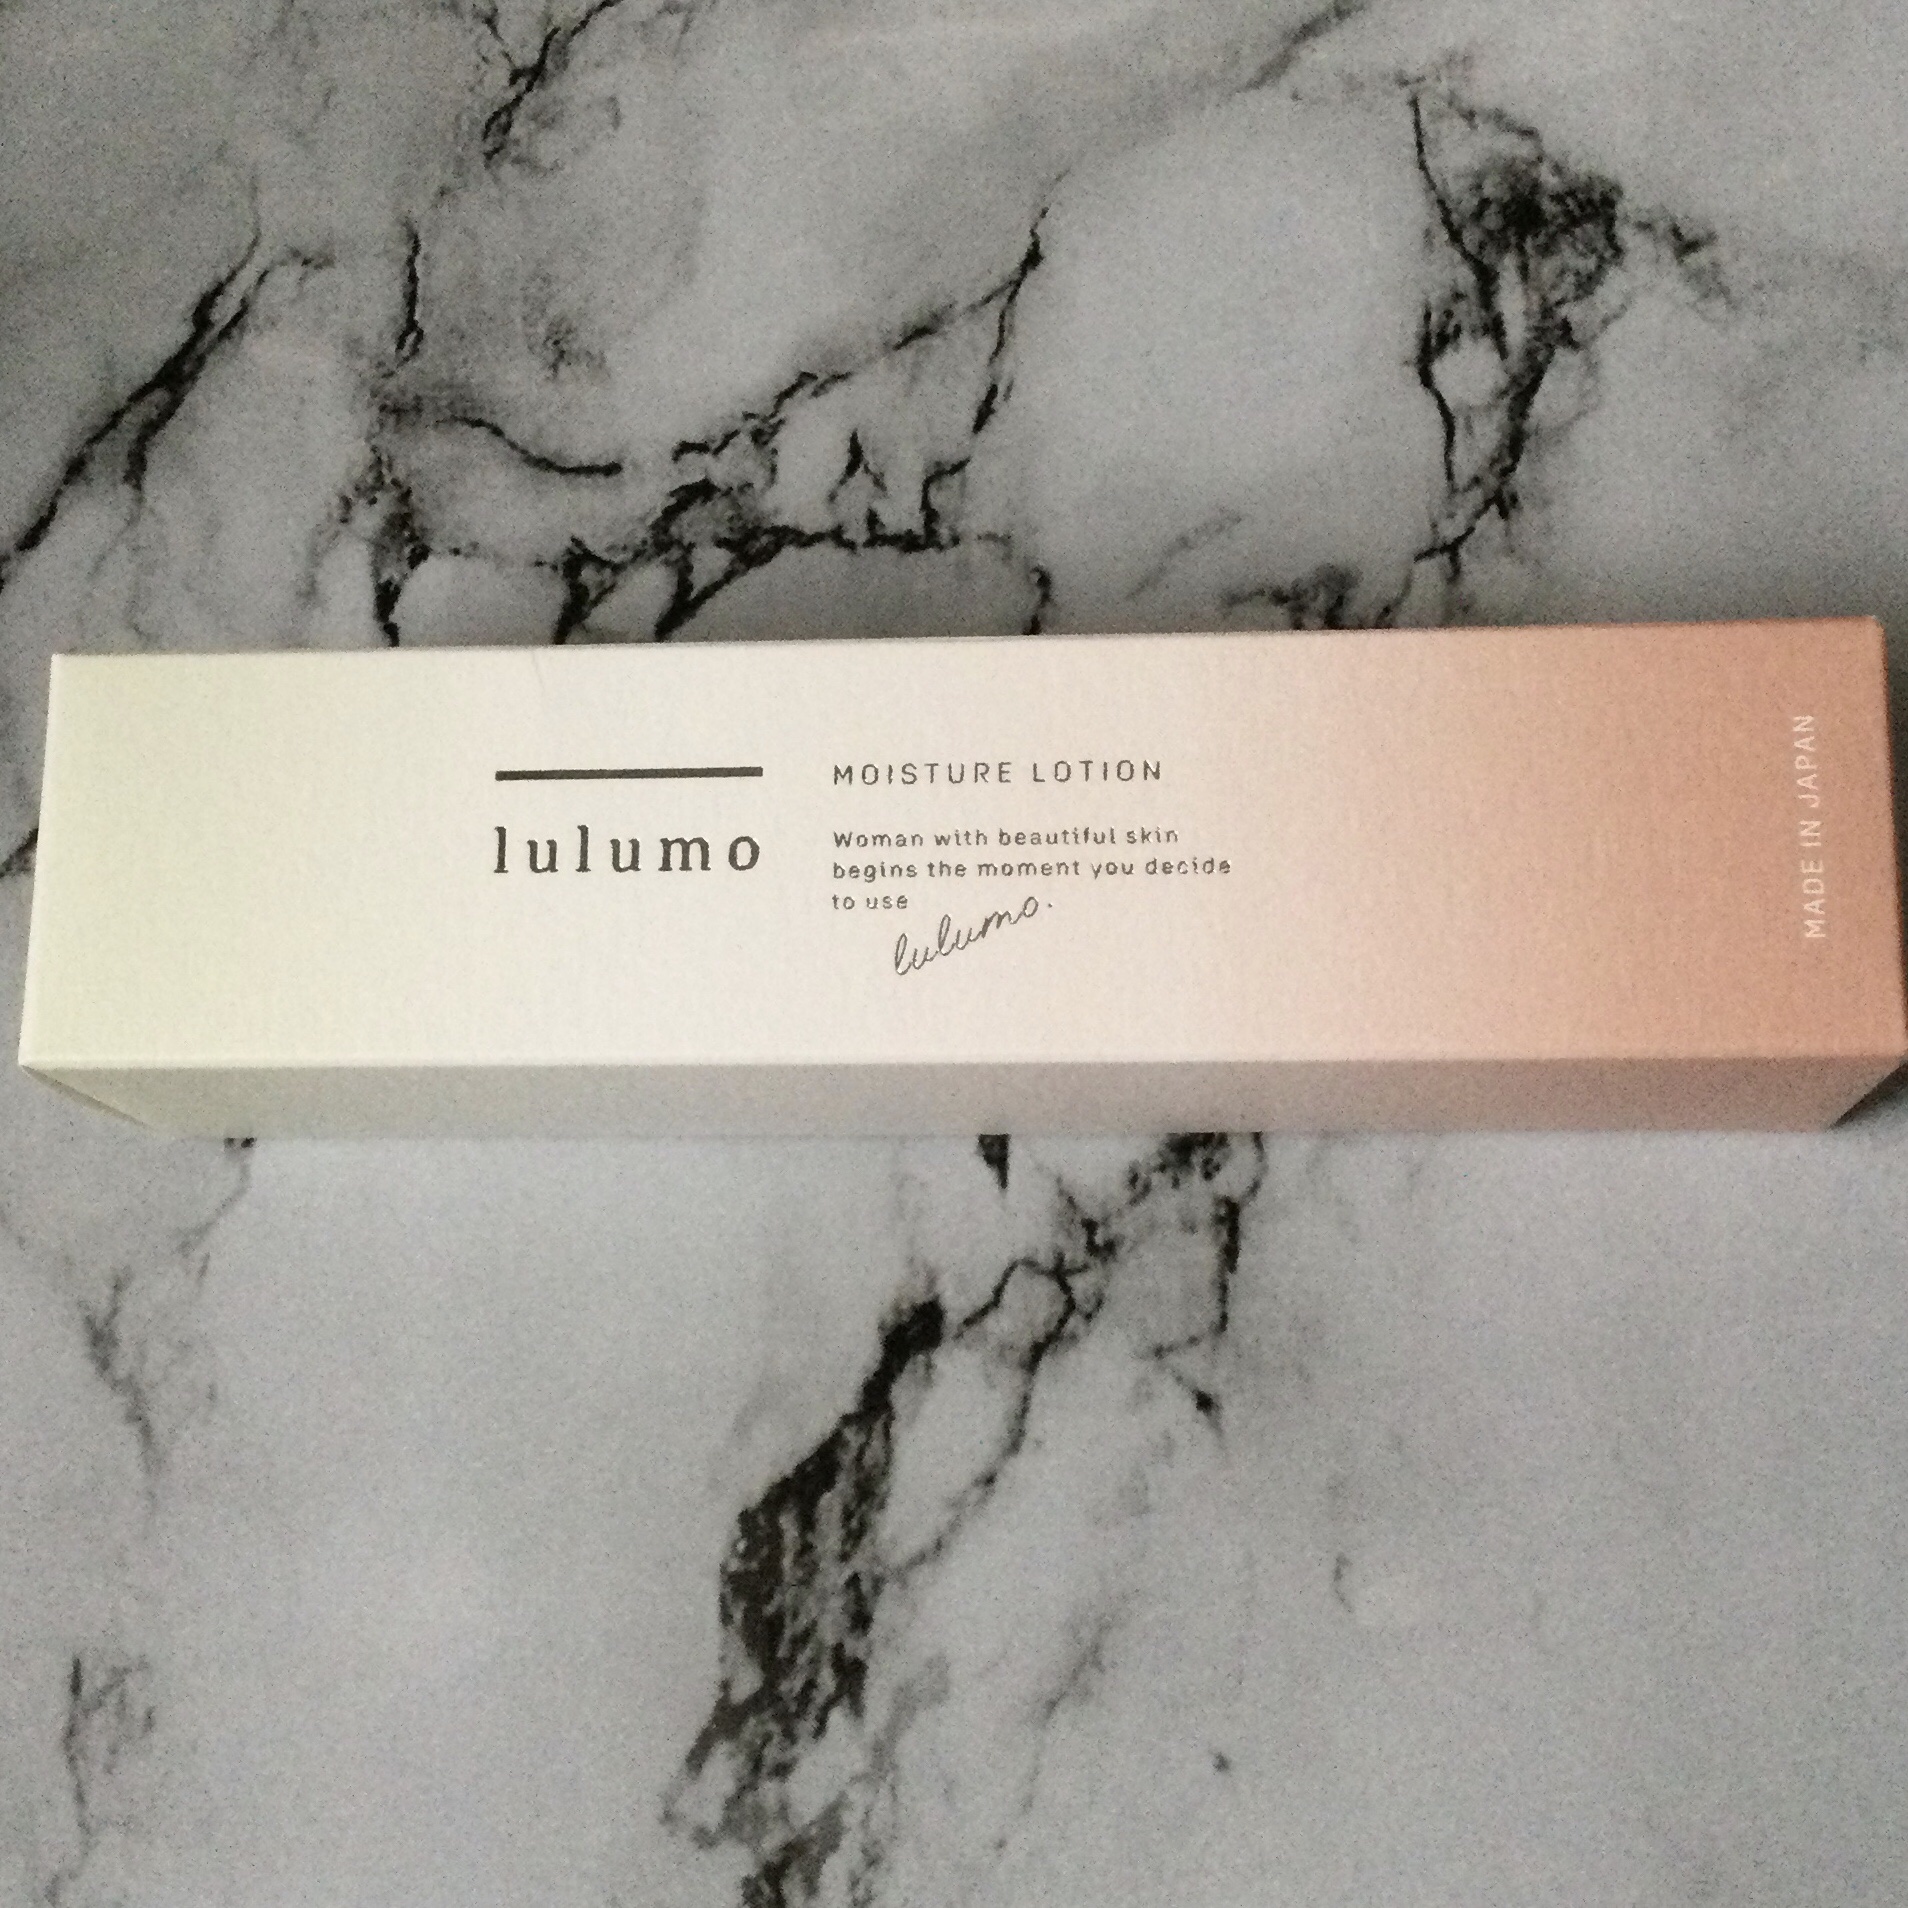 lulumo
MOISTURE LOTION
Woman with beautiful skin
begins the moment you decide
to use
lulumo.
MADE IN JAPAN